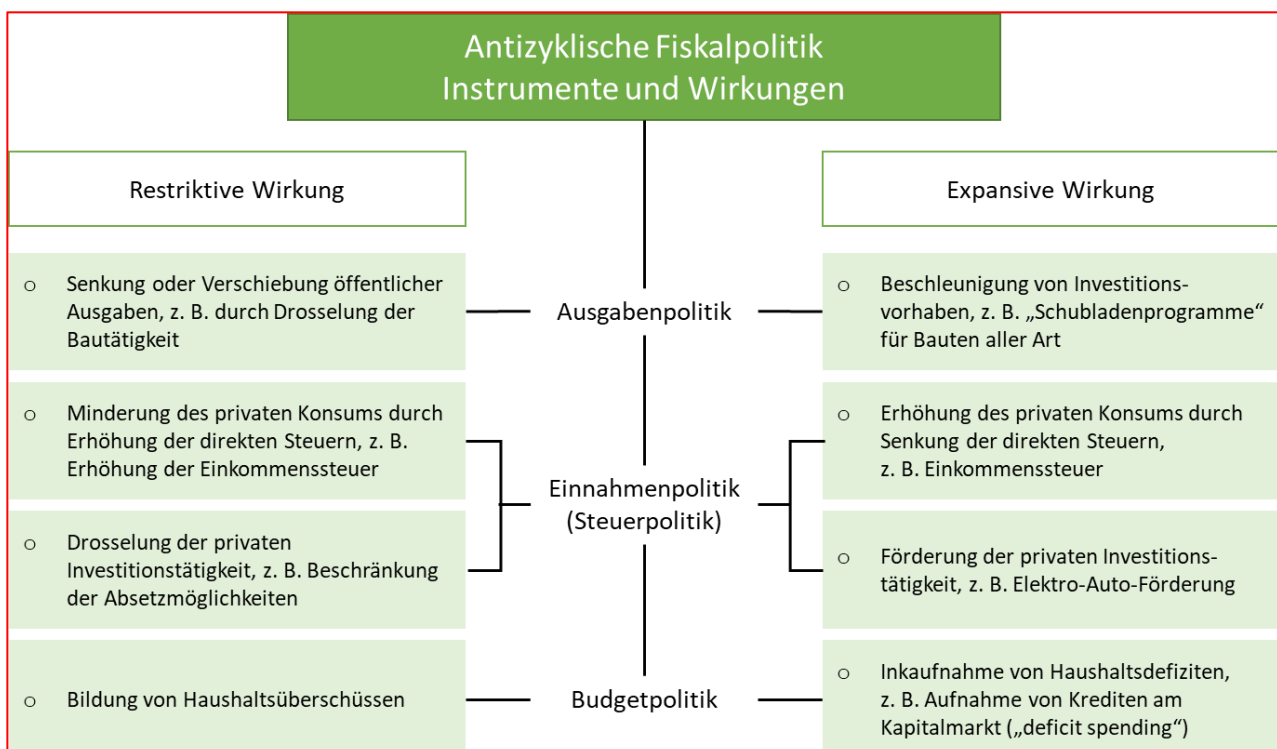 Antizyklische Fiskalpolitik
Instrumente und Wirkungen
Restriktive Wirkung
Expansive Wirkung
o Senkung oder Verschiebung öffentlicher
Ausgaben, z. B. durch Drosselung der
Bautätigkeit
Ausgabenpolitik
o Beschleunigung von Investitions-
vorhaben, z. B. „Schubladenprogramme“
für Bauten aller Art
o Minderung des privaten Konsums durch
Erhöhung der direkten Steuern, z. B.
Erhöhung der Einkommenssteuer
o Drosselung der privaten
Investitionstätigkeit, z. B. Beschränkung
der Absetzmöglichkeiten
Einnahmenpolitik
(Steuerpolitik)
o Erhöhung des privaten Konsums durch
Senkung der direkten Steuern,
z. B. Einkommenssteuer
o Förderung der privaten Investitions-
tätigkeit, z. B. Elektro-Auto-Förderung
o Bildung von Haushaltsüberschüssen
Budgetpolitik
o Inkaufnahme von Haushaltsdefiziten,
z. B. Aufnahme von Krediten am
Kapitalmarkt („deficit spending“)